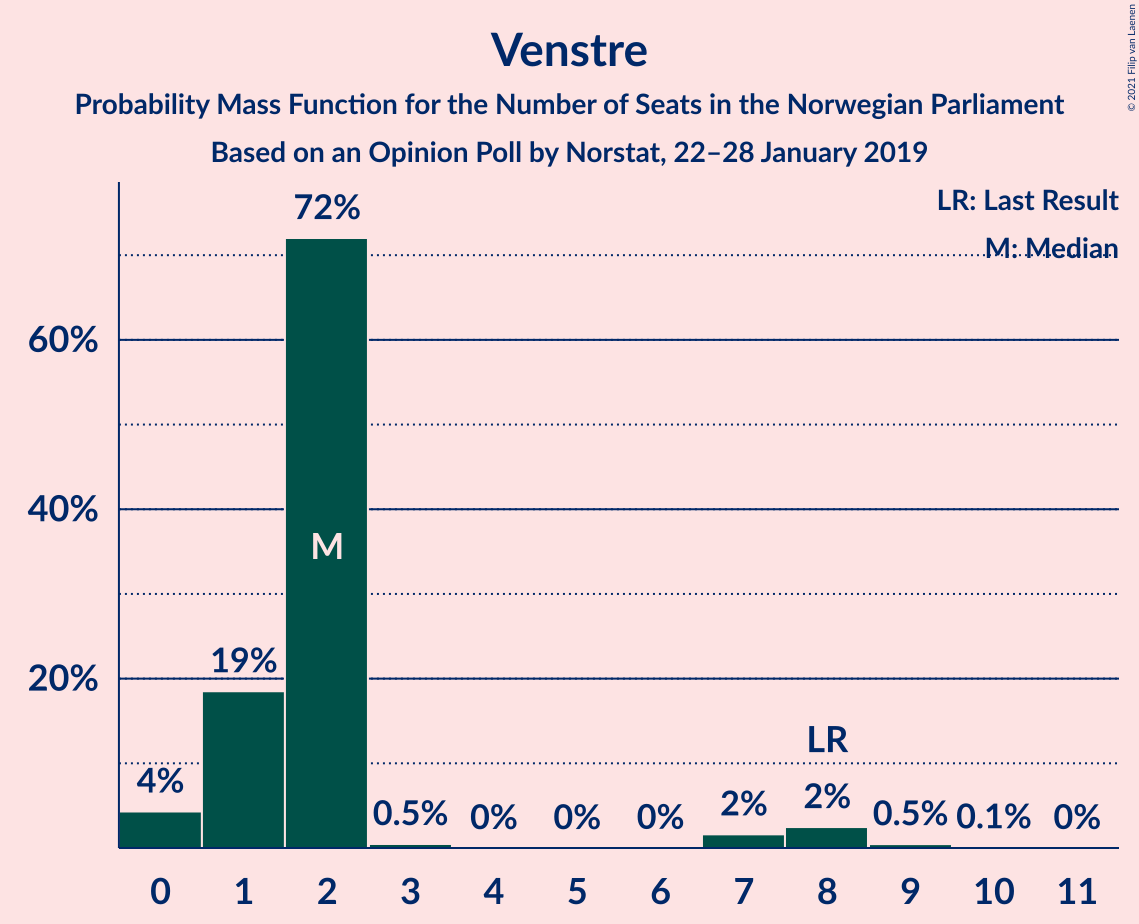 Venstre
Probability Mass Function for the Number of Seats in the Norwegian Parliament
Based on an Opinion Poll by Norstat, 22–28 January 2019
© 2021 Filip van Laenen
LR: Last Result
M: Median
72%
60%
40%
M
20%
19%
LR
4%
0.5%
0%
0%
0%
2%
2%
0.5%
0.1%
0%
0 1 2 3 4 5 6 7 8 9 10 11